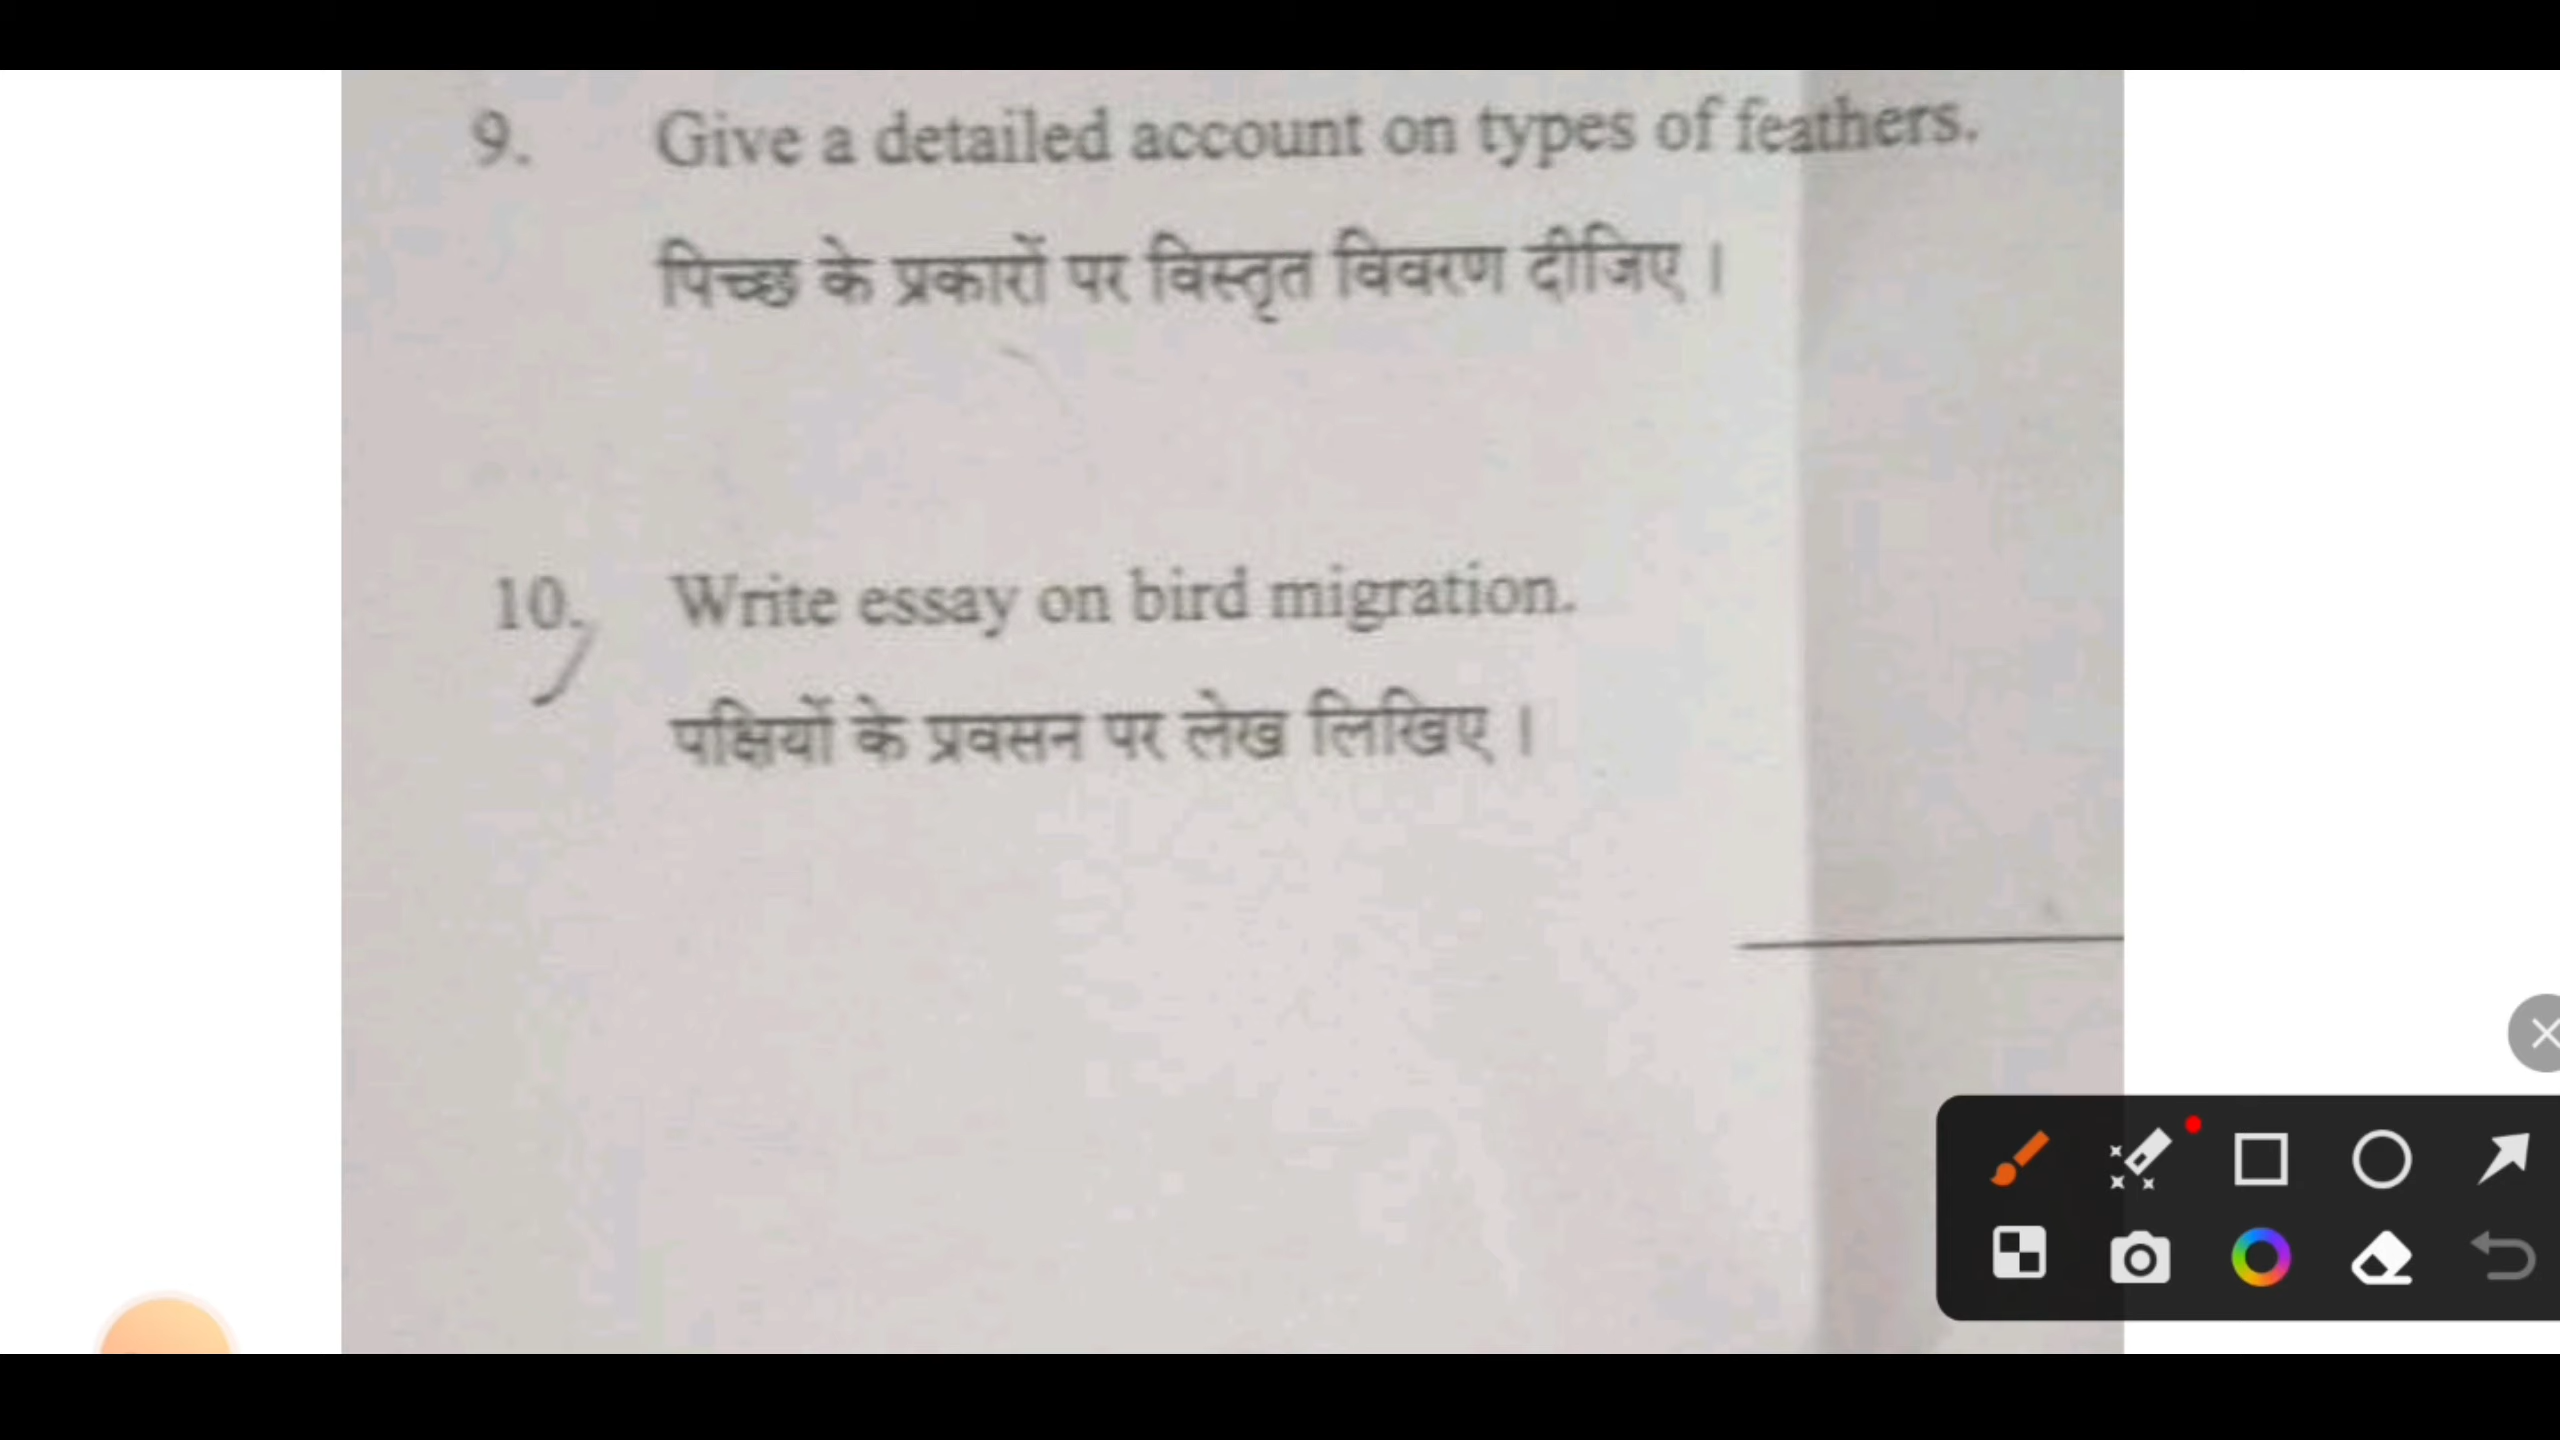 9. Give a detailed account on types of feathers.
पिच्छ के प्रकारों पर विस्तृत विवरण दीजिए ।
10. Write essay on bird migration.
पक्षियों के प्रवसन पर लेख लिखिए ।